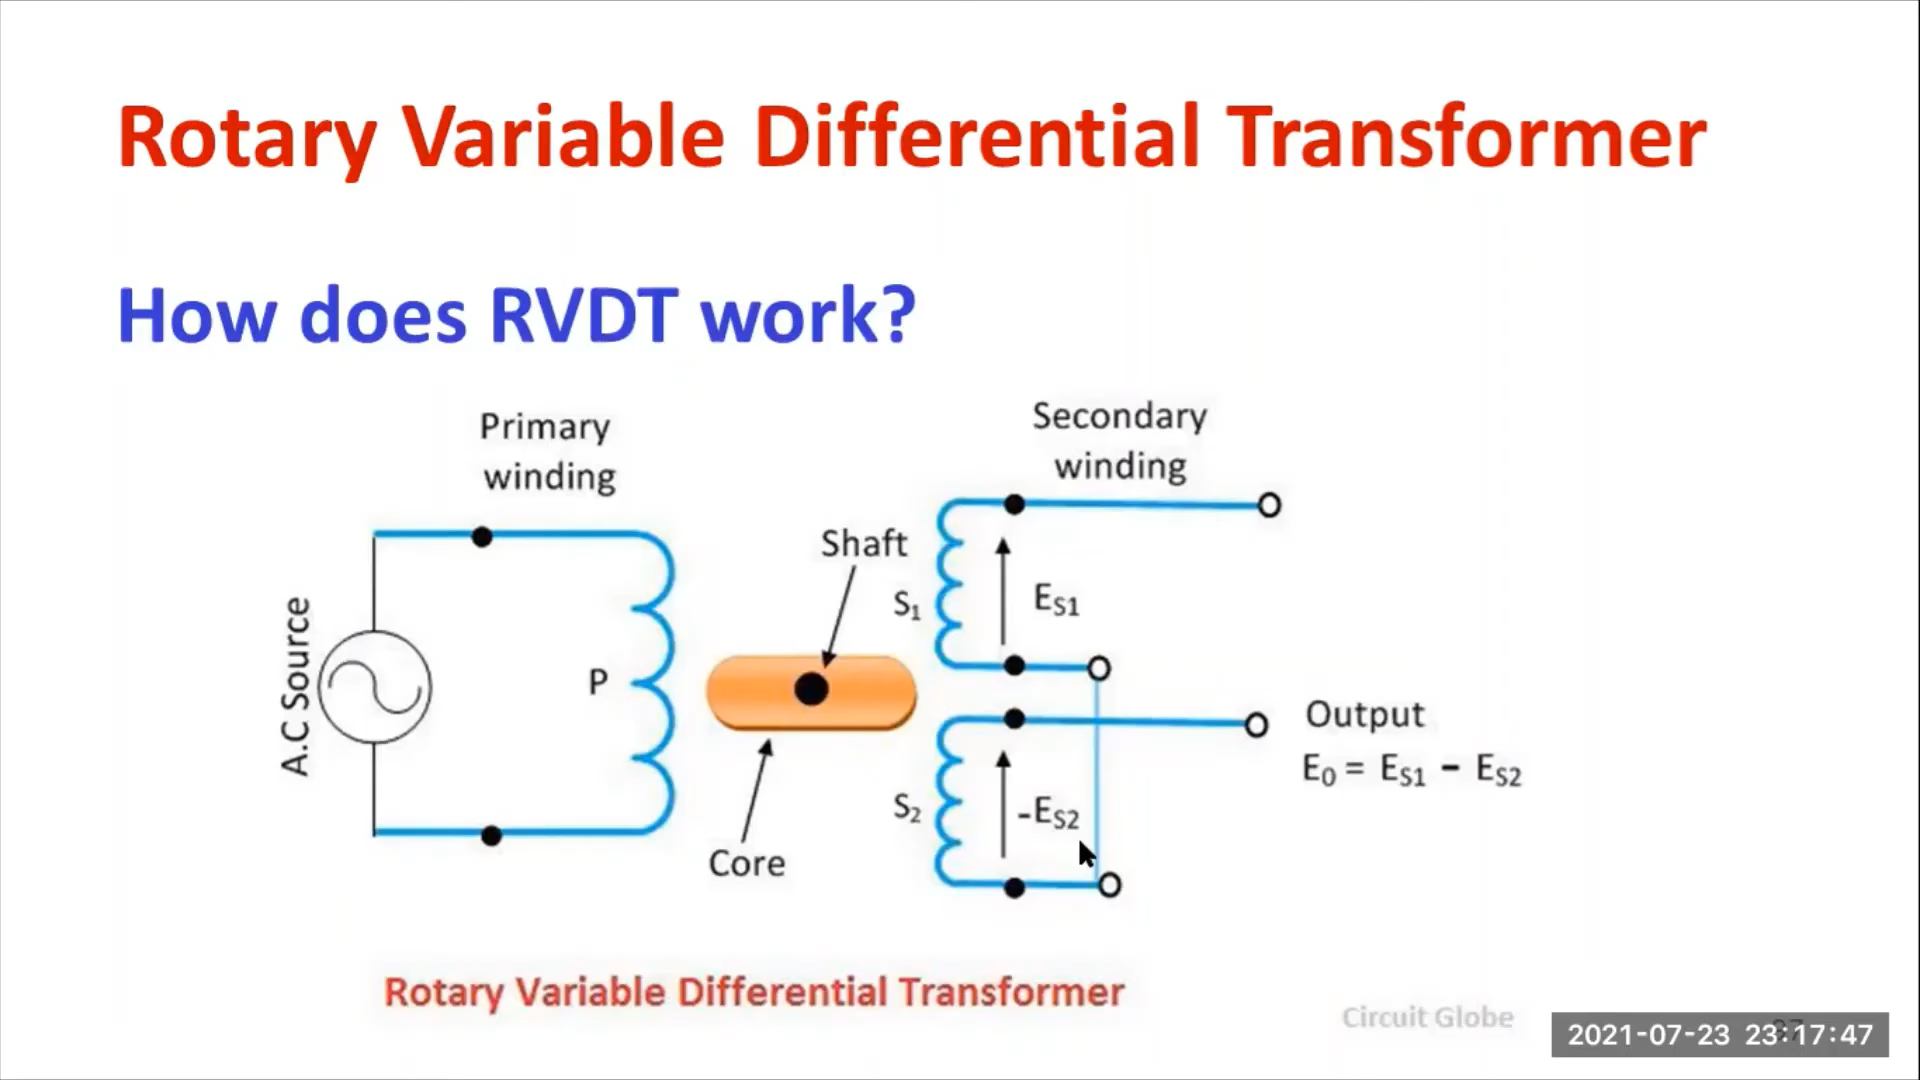 Rotary Variable Differential Transformer
How does RVDT work?
Primary
winding
Secondary
winding
Shaft
A.C Source
P
S₁
E_S1
Output
E₀ = E_S1 − E_S2
S₂
-E_S2
Core
Rotary Variable Differential Transformer
Circuit Globe
2021-07-23 23:17:47